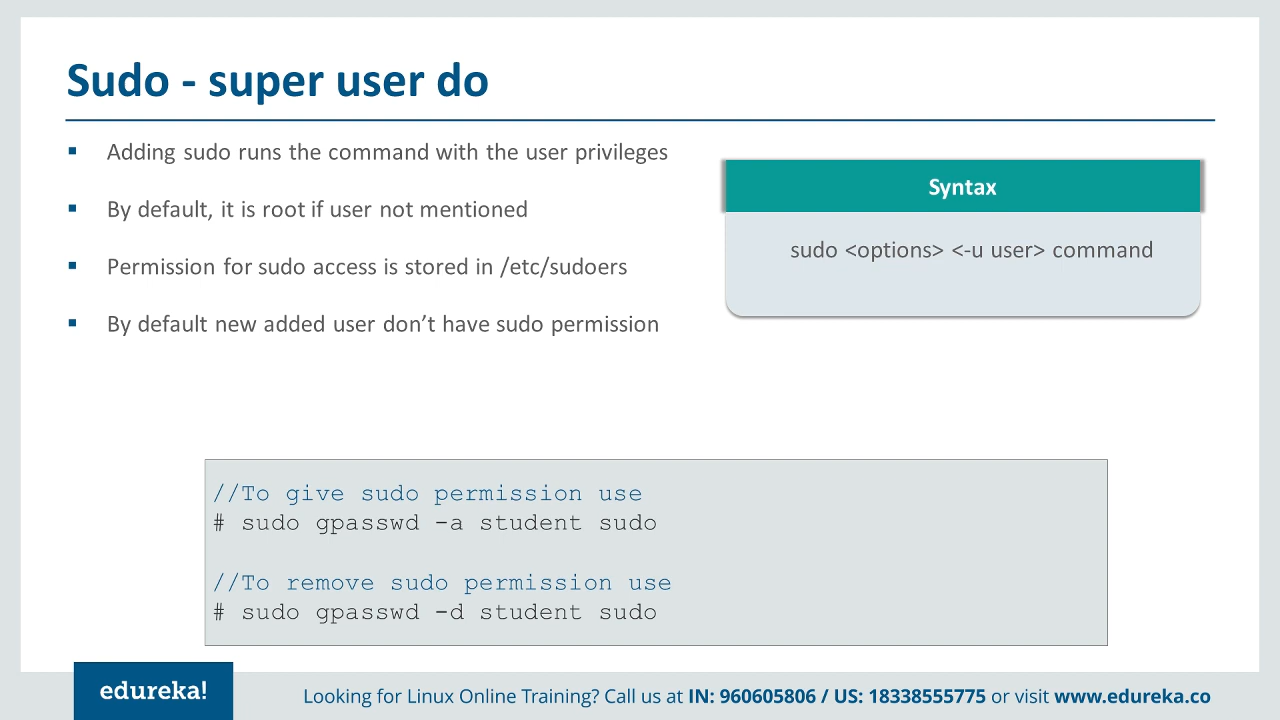 Sudo - super user do
▪ Adding sudo runs the command with the user privileges
▪ By default, it is root if user not mentioned
▪ Permission for sudo access is stored in /etc/sudoers
▪ By default new added user don’t have sudo permission
Syntax
sudo <options> <-u user> command
//To give sudo permission use
# sudo gpasswd -a student sudo
//To remove sudo permission use
# sudo gpasswd -d student sudo
edureka!
Looking for Linux Online Training? Call us at IN: 960605806 / US: 18338555775 or visit www.edureka.co